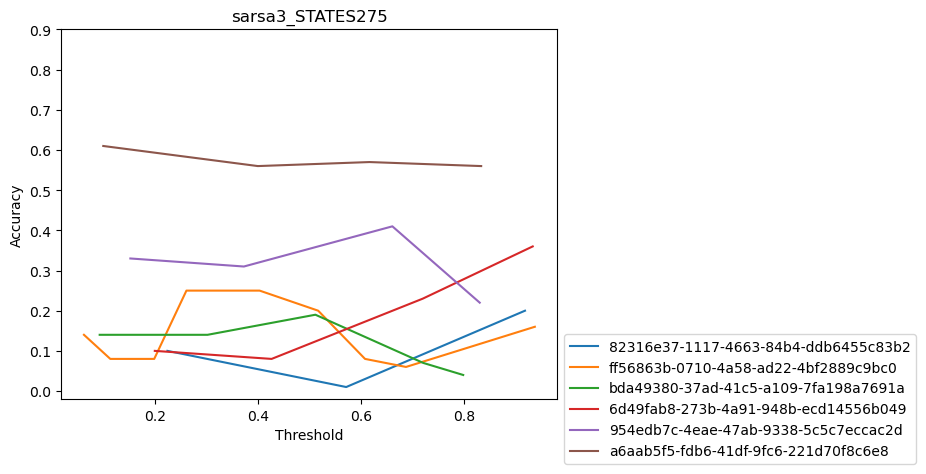 sarsa3_STATES275
0.9
0.8
0.7
0.6
0.5
0.4
0.3
0.2
0.1
0.0
Accuracy
0.2 0.4 0.6 0.8
Threshold
82316e37-1117-4663-84b4-ddb6455c83b2
ff56863b-0710-4a58-ad22-4bf2889c9bc0
bda49380-37ad-41c5-a109-7fa198a7691a
6d49fab8-273b-4a91-948b-ecd14556b049
954edb7c-4eae-47ab-9338-5c5c7eccac2d
a6aab5f5-fdb6-41df-9fc6-221d70f8c6e8